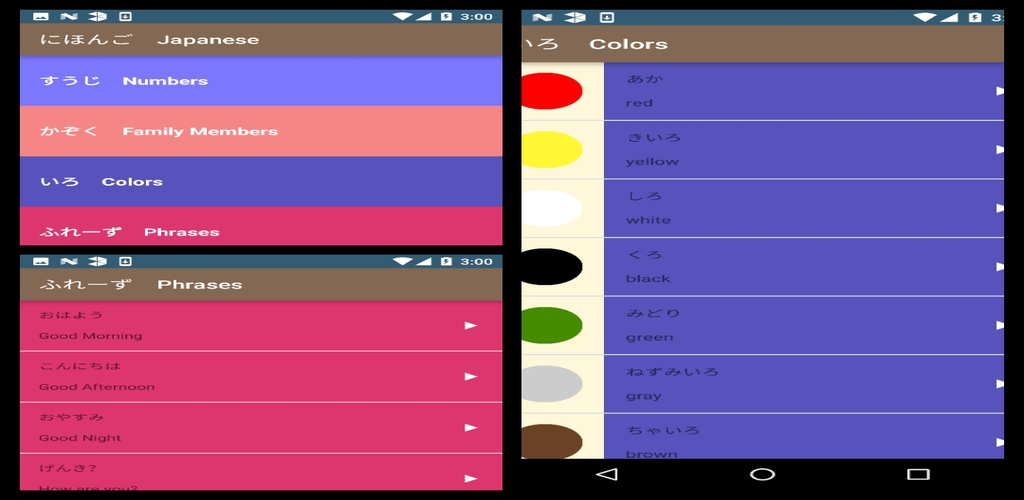 3:00
にほんご Japanese
すうじ Numbers
かぞく Family Members
いろ Colors
ふれーず Phrases
3:00
ふれーず Phrases
おはよう
Good Morning
こんにちは
Good Afternoon
おやすみ
Good Night
げんき?
How are you?
3:
いろ Colors
あか
red
きいろ
yellow
しろ
white
くろ
black
みどり
green
ねずみいろ
gray
ちゃいろ
brown